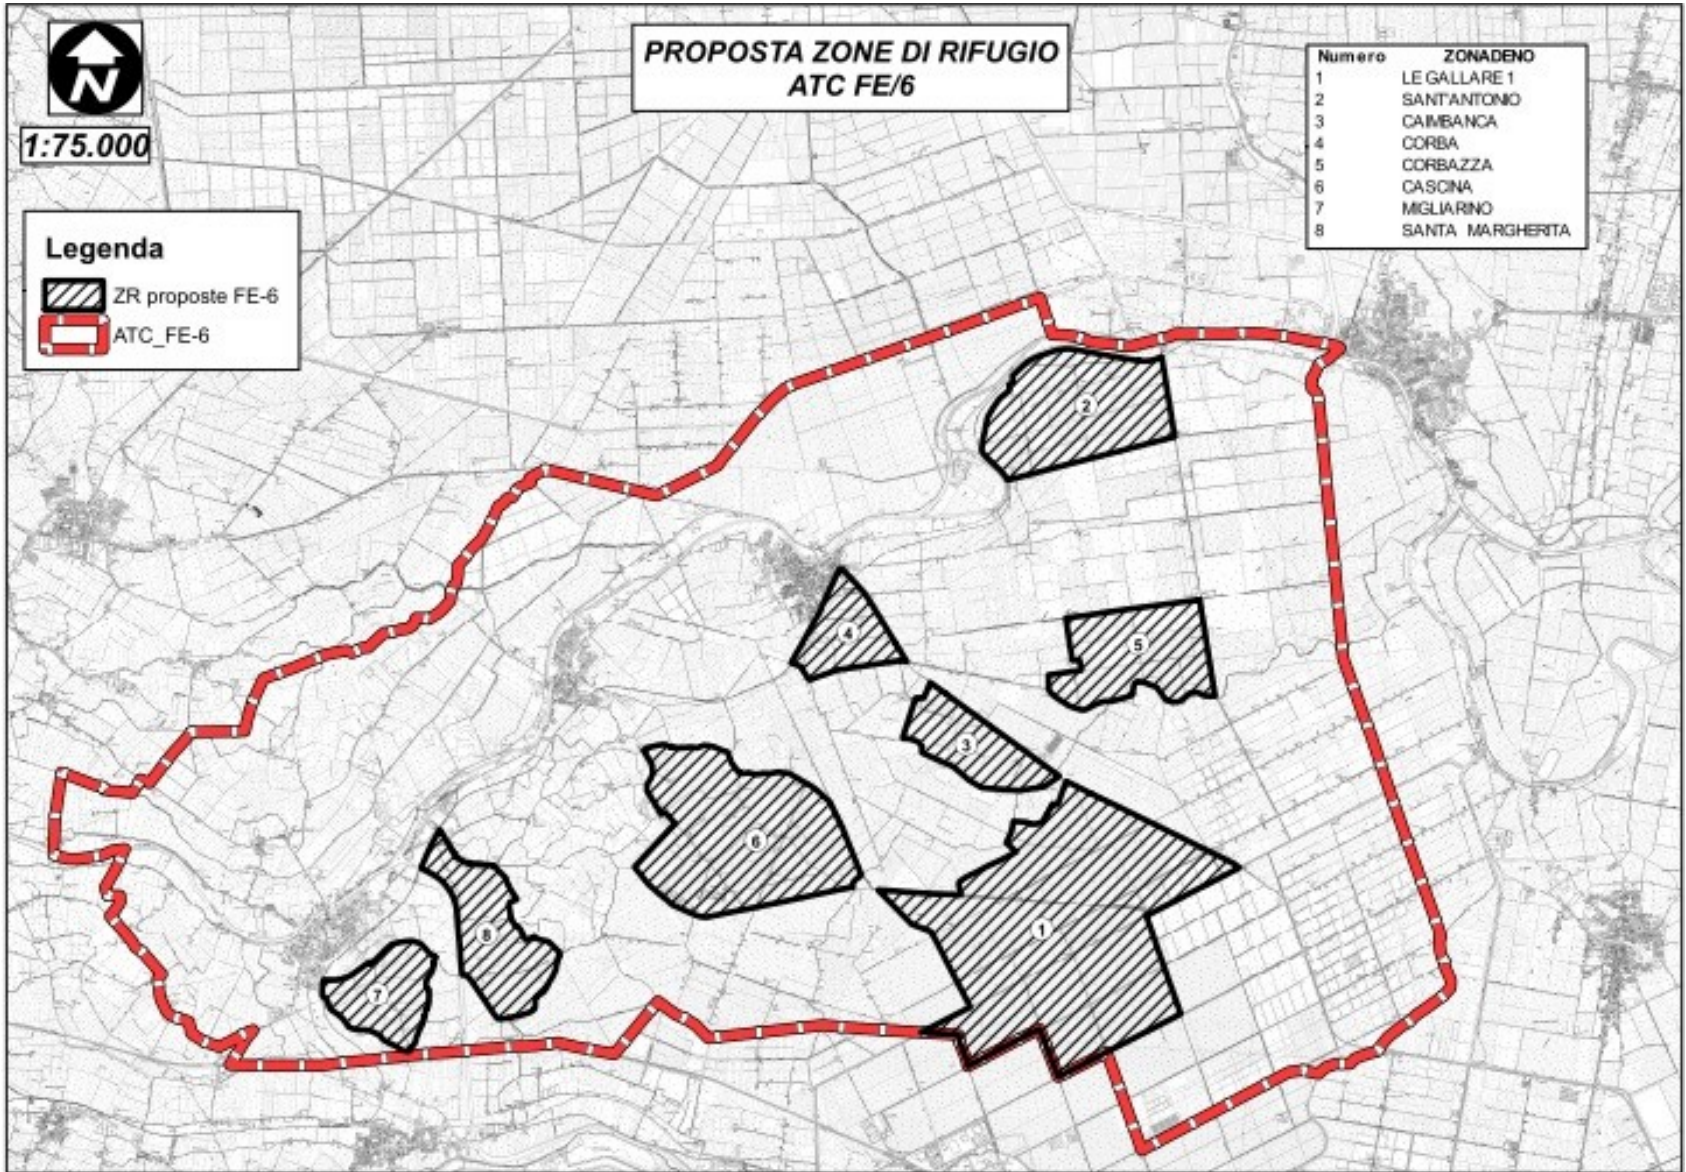 PROPOSTA ZONE DI RIFUGIO
ATC FE/6
N
1:75.000
Numero ZONADENO
1 LE GALLARE 1
2 SANT'ANTONIO
3 CAIMBANCA
4 CORBA
5 CORBAZZA
6 CASCINA
7 MIGLIARINO
8 SANTA MARGHERITA
Legenda
ZR proposte FE-6
ATC_FE-6
2
4
5
3
6
1
8
7